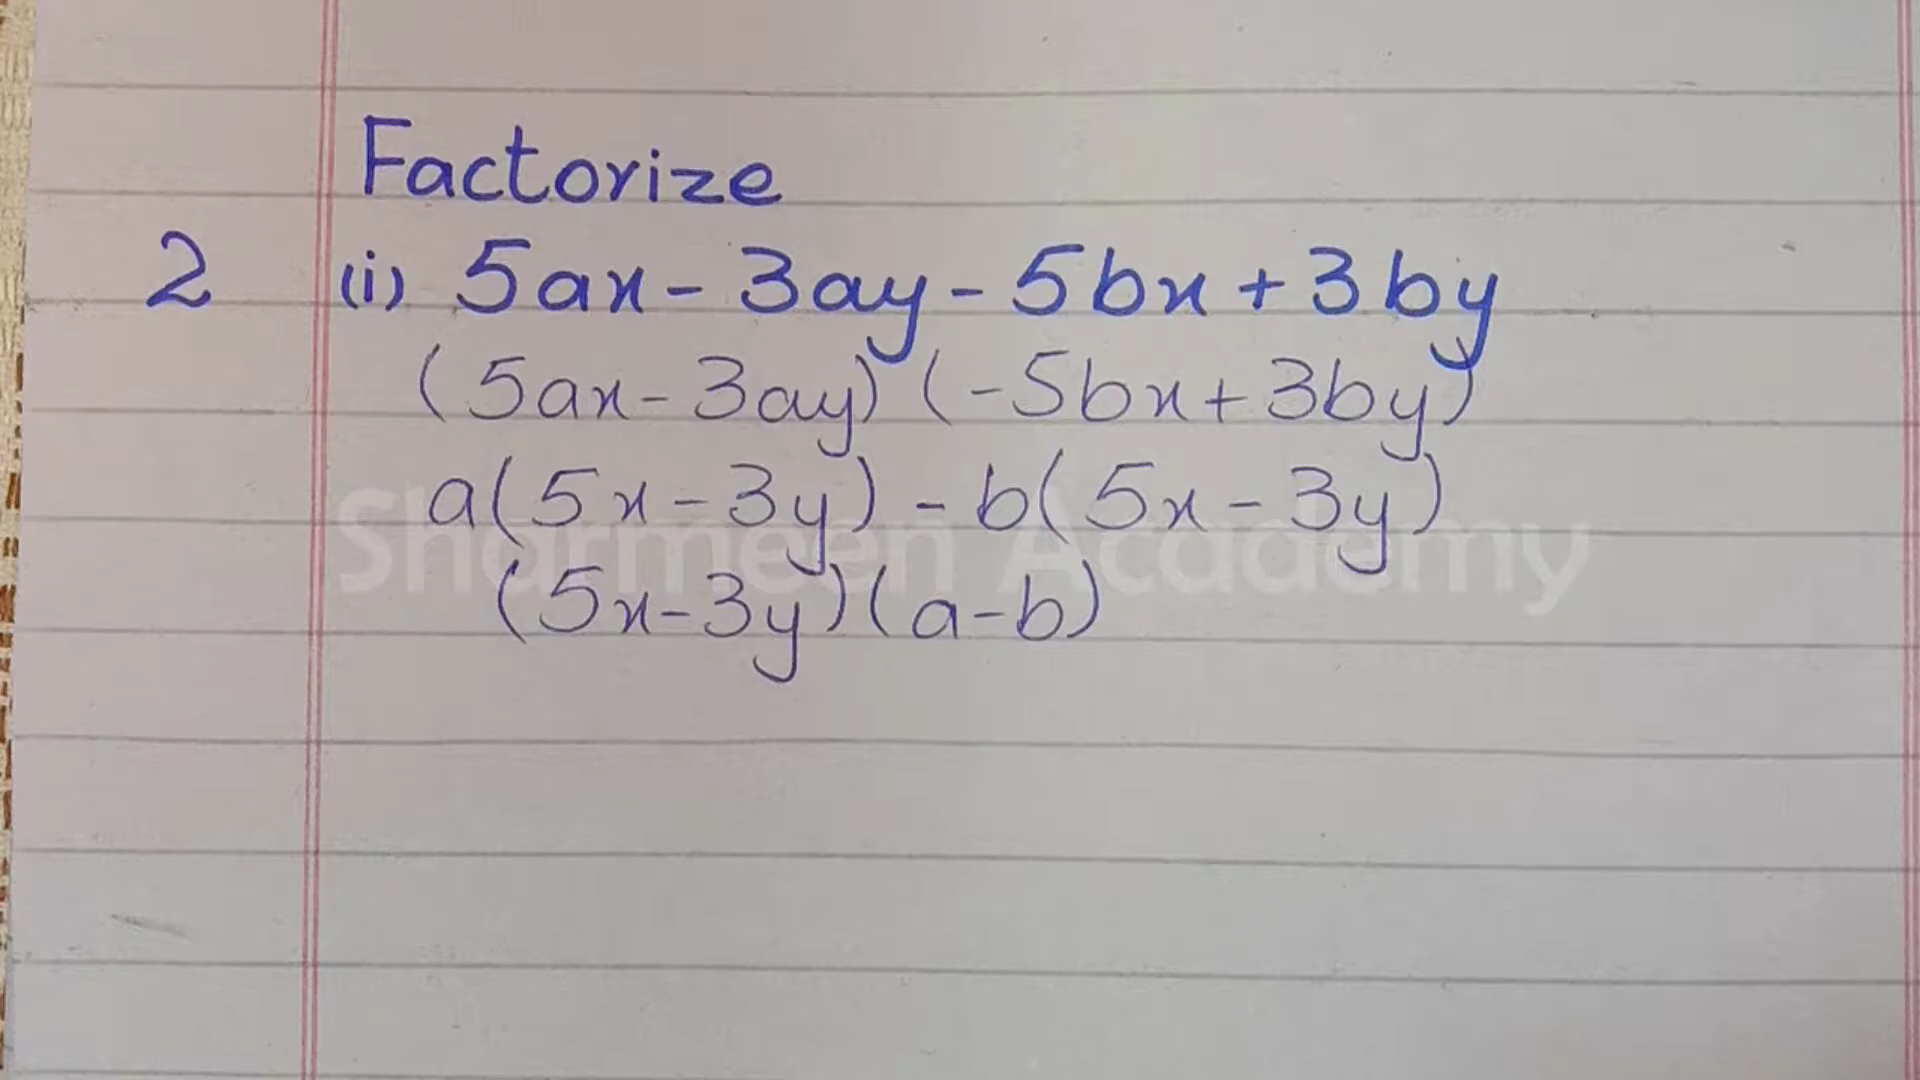 Factorize
2 (i) 5ax - 3ay - 5bx + 3by
(5ax - 3ay) (-5bx + 3by)
a(5x - 3y) - b(5x - 3y)
Sharmeen Academy
(5x - 3y)(a - b)